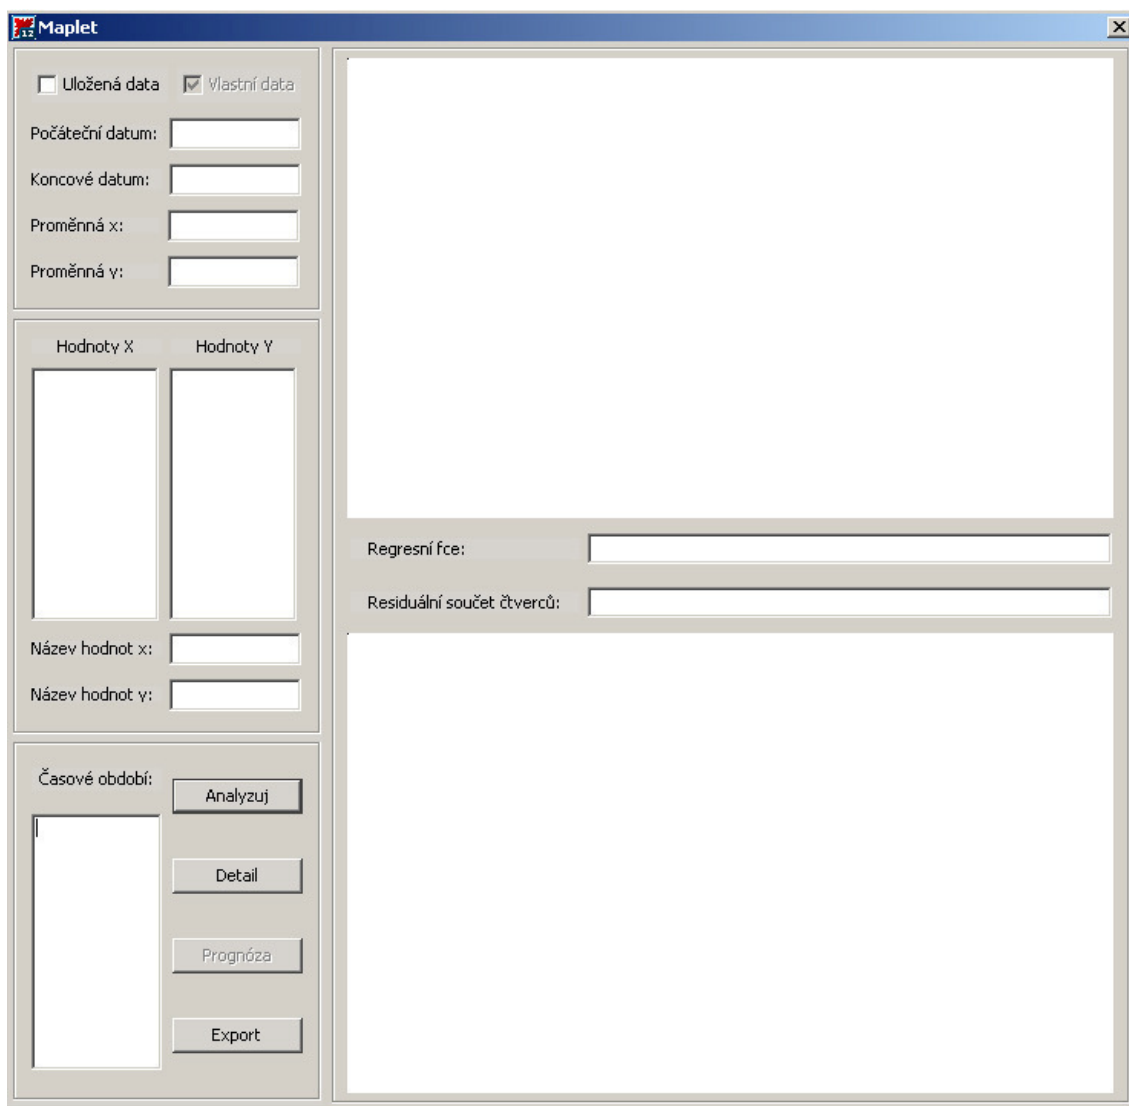 Maplet
Uložená data Vlastní data
Počáteční datum:
Koncové datum:
Proměnná x:
Proměnná y:
Hodnoty X Hodnoty Y
Název hodnot x:
Název hodnot y:
Časové období:
Analyzuj
Detail
Prognóza
Export
Regresní fce:
Residuální součet čtverců: